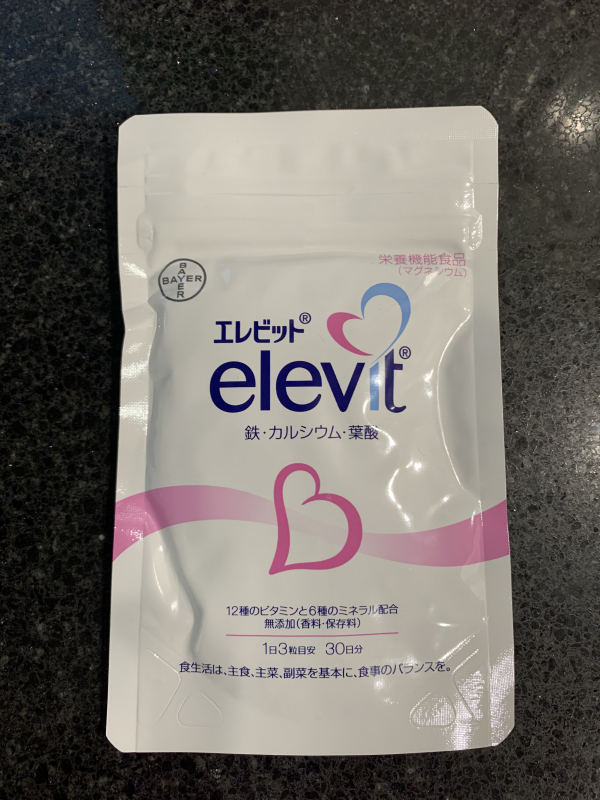 栄養機能食品
(マグネシウム)
BAYER
BAYER
エレビット®
elevit®
鉄・カルシウム・葉酸
12種のビタミンと6種のミネラル配合
無添加(香料・保存料)
1日3粒目安 30日分
食生活は、主食、主菜、副菜を基本に、食事のバランスを。